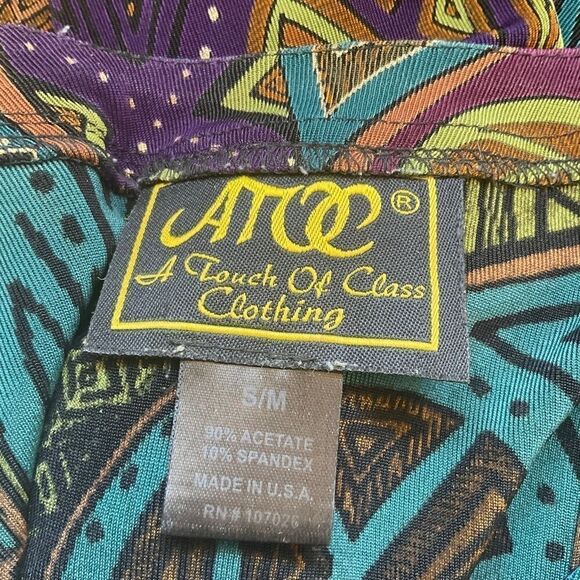 ATOC®
A Touch Of Class
Clothing
S/M
90% ACETATE
10% SPANDEX
MADE IN U.S.A.
RN# 107026